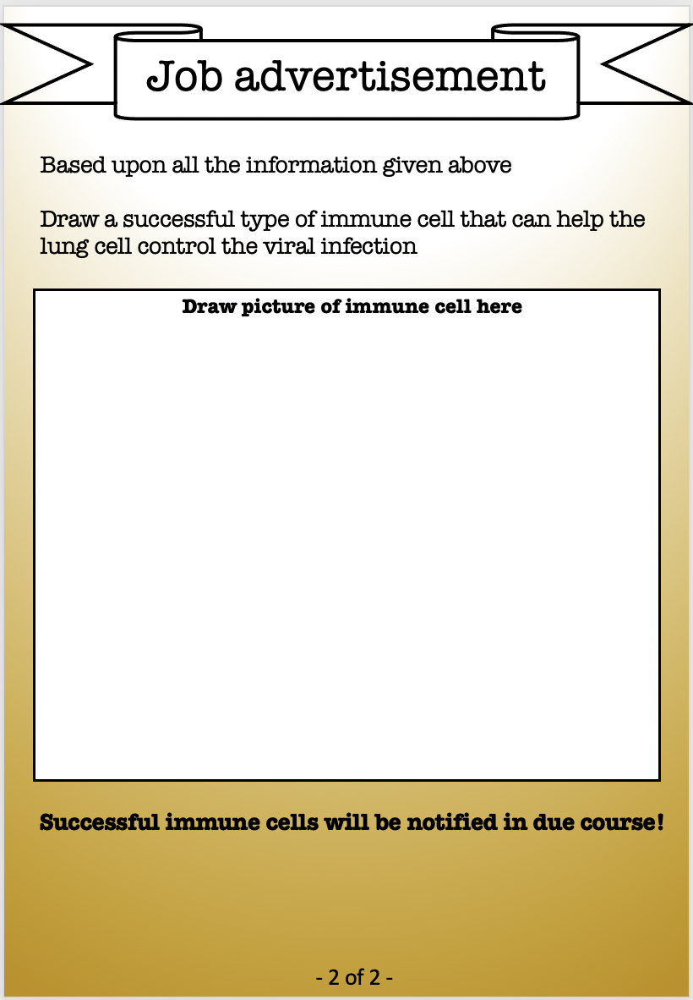 Job advertisement
Based upon all the information given above
Draw a successful type of immune cell that can help the
lung cell control the viral infection
Draw picture of immune cell here
Successful immune cells will be notified in due course!
- 2 of 2 -